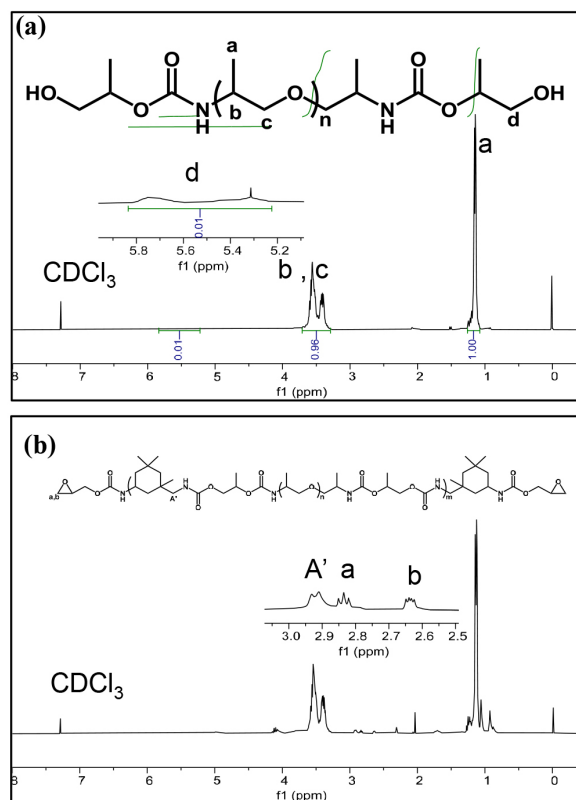 (a)
a
HO
O
O
N
H
b
c
O
n
N
H
O
O
OH
d
a
d
0.01
5.8 5.6 5.4 5.2
f1 (ppm)
CDCl3
b , c
0.01
0.96
1.00
8 7 6 5 4 3 2 1 0
f1 (ppm)
(b)
O
a,b
O
O
N
H
A'
NH
O
O
O
O
N
H
O
n
N
H
O
O
O
O
N
H
m
N
H
O
O
O
A' a b
3.0 2.9 2.8 2.7 2.6 2.5
f1 (ppm)
CDCl3
8 7 6 5 4 3 2 1 0
f1 (ppm)